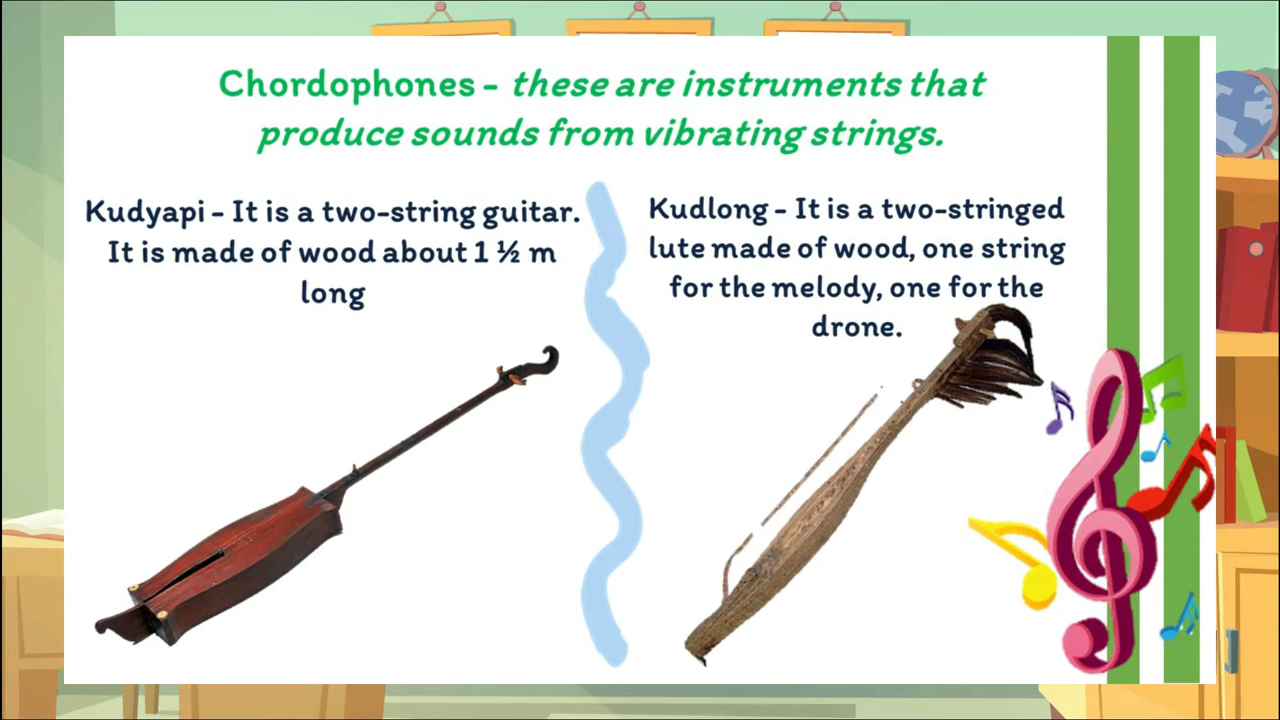 Chordophones - these are instruments that
produce sounds from vibrating strings.
Kudyapi - It is a two-string guitar.
It is made of wood about 1 ½ m
long
Kudlong - It is a two-stringed
lute made of wood, one string
for the melody, one for the
drone.